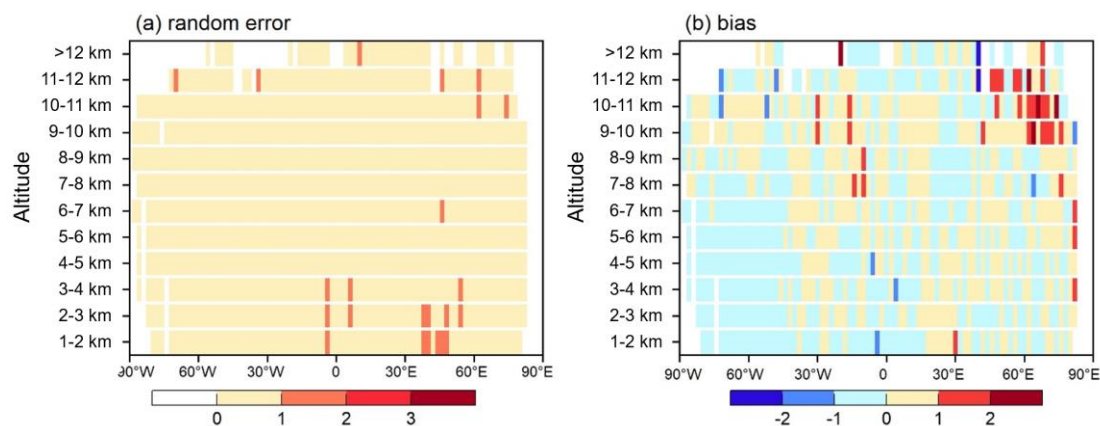 (a) random error
(b) bias
Altitude
>12 km
11-12 km
10-11 km
9-10 km
8-9 km
7-8 km
6-7 km
5-6 km
4-5 km
3-4 km
2-3 km
1-2 km
90°W 60°W 30°W 0 30°E 60°E 90°E
0 1 2 3
Altitude
>12 km
11-12 km
10-11 km
9-10 km
8-9 km
7-8 km
6-7 km
5-6 km
4-5 km
3-4 km
2-3 km
1-2 km
90°W 60°W 30°W 0 30°E 60°E 90°E
-2 -1 0 1 2